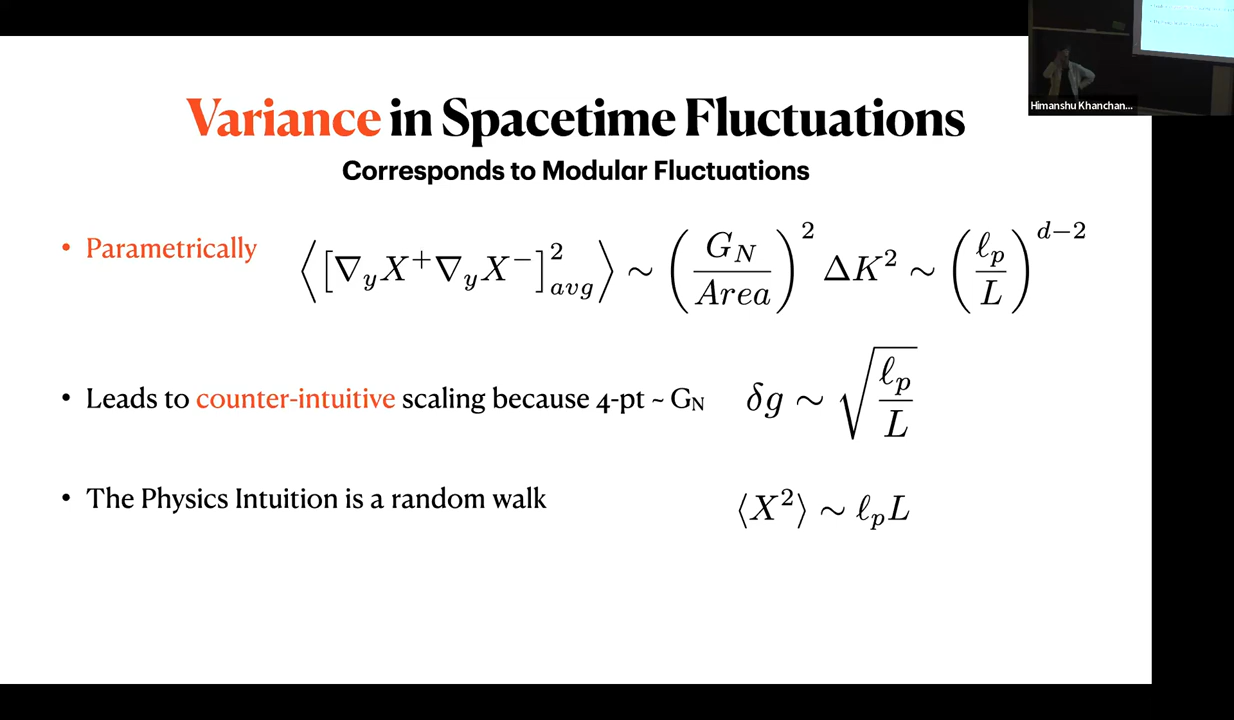 Himanshu Khanchan...
Variance in Spacetime Fluctuations
Corresponds to Modular Fluctuations
• Parametrically ⟨[∇_y X⁺ ∇_y X⁻]²_avg⟩ ∼ (G_N / Area)² ΔK² ∼ (ℓ_p / L)^{d−2}
• Leads to counter-intuitive scaling because 4-pt ~ G_N δg ∼ √(ℓ_p / L)
• The Physics Intuition is a random walk ⟨X²⟩ ∼ ℓ_p L